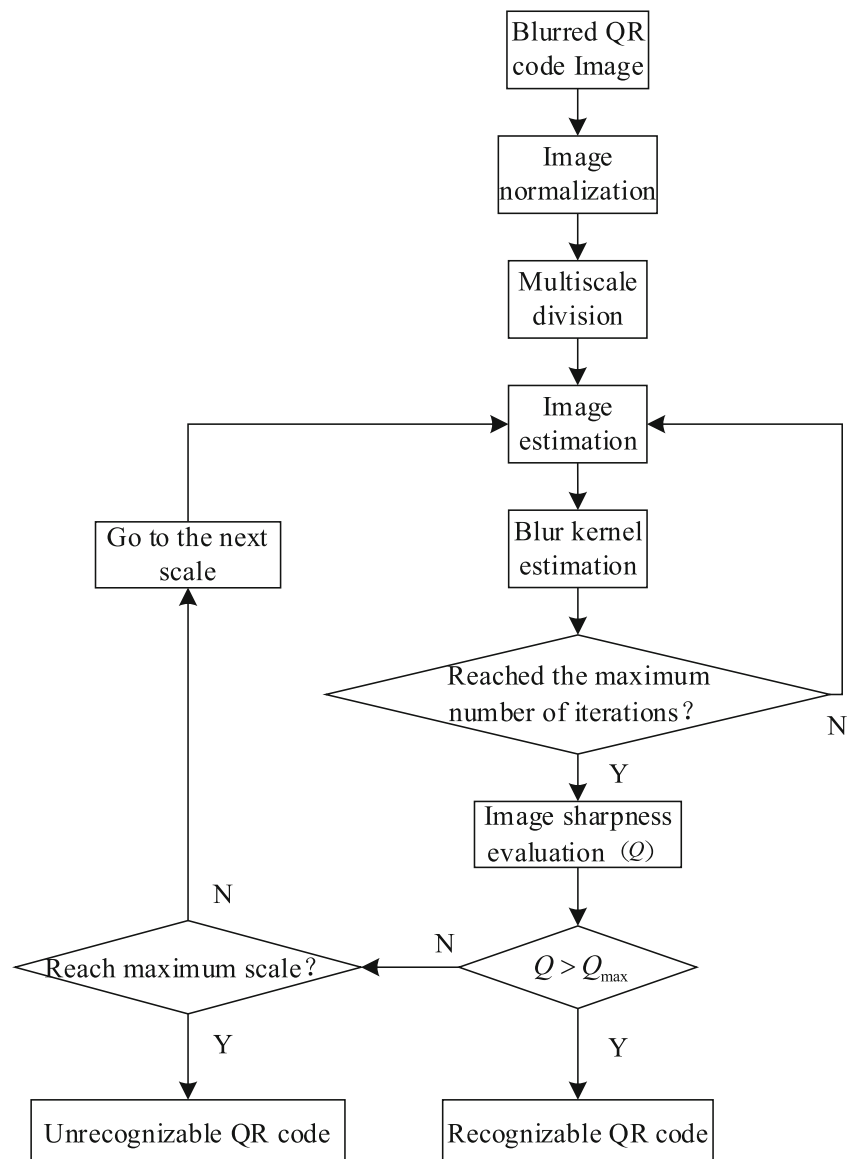 Blurred QR
code Image
Image
normalization
Multiscale
division
Image
estimation
Go to the next
scale
Blur kernel
estimation
Reached the maximum
number of iterations?
N
Y
Image sharpness
evaluation (Q)
N
N
Reach maximum scale?
Q > Qmax
Y
Y
Unrecognizable QR code
Recognizable QR code